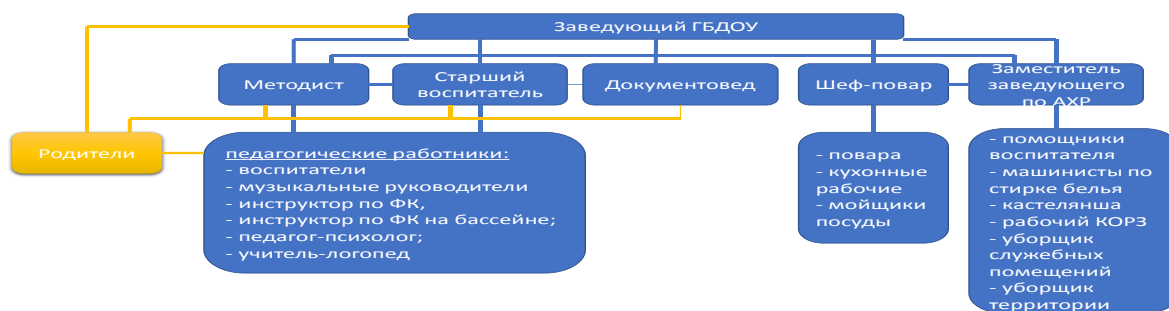 Заведующий ГБДОУ
Методист
Старший
воспитатель
Документовед
Шеф-повар
Заместитель
заведующего
по АХР
Родители
педагогические работники:
- воспитатели
- музыкальные руководители
- инструктор по ФК,
- инструктор по ФК на бассейне;
- педагог-психолог;
- учитель-логопед
- повара
- кухонные
рабочие
- мойщики
посуды
- помощники
воспитателя
- машинисты по
стирке белья
- кастелянша
- рабочий КОРЗ
- уборщик
служебных
помещений
- уборщик
территории